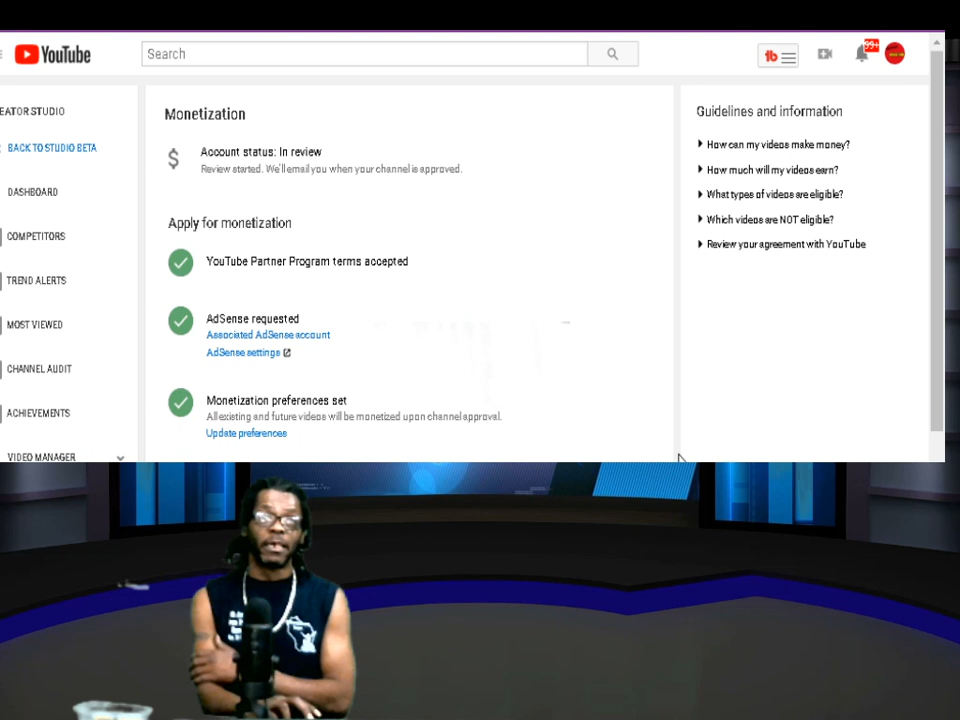 YouTube
Search
tb
99+
EATOR STUDIO
BACK TO STUDIO BETA
DASHBOARD
COMPETITORS
TREND ALERTS
MOST VIEWED
CHANNEL AUDIT
ACHIEVEMENTS
VIDEO MANAGER
Monetization
$
Account status: In review
Review started. We'll email you when your channel is approved.
Apply for monetization
YouTube Partner Program terms accepted
AdSense requested
Associated AdSense account
AdSense settings
Monetization preferences set
All existing and future videos will be monetized upon channel approval.
Update preferences
Guidelines and information
How can my videos make money?
How much will my videos earn?
What types of videos are eligible?
Which videos are NOT eligible?
Review your agreement with YouTube